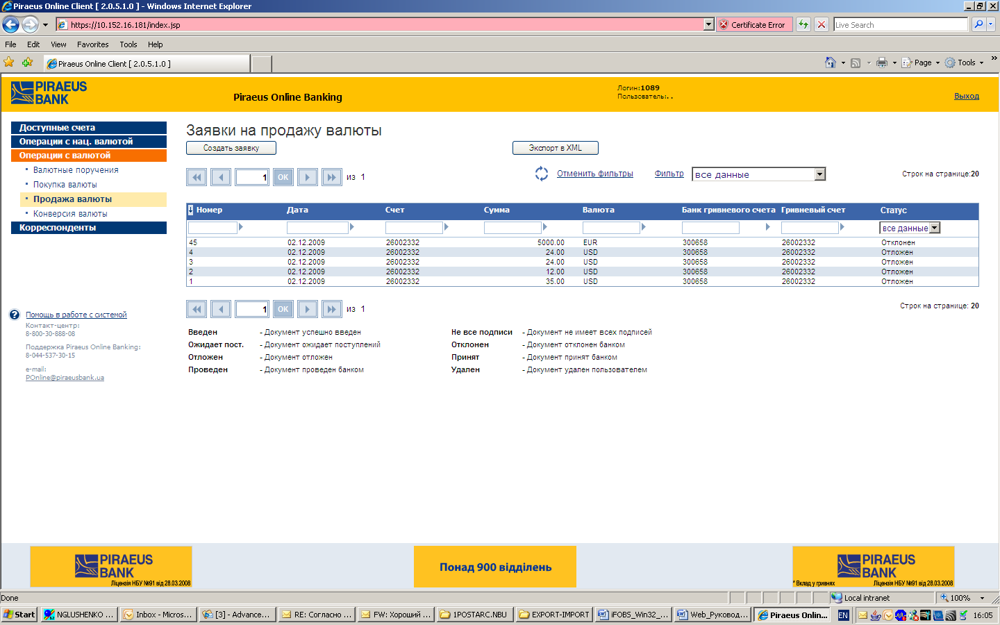 Piraeus Online Client [ 2.0.5.1.0 ] - Windows Internet Explorer
https://10.152.16.181/index.jsp
Certificate Error
Live Search
File Edit View Favorites Tools Help
Piraeus Online Client [ 2.0.5.1.0 ]
Page Tools
PIRAEUS BANK
Piraeus Online Banking
Логин:1089
Пользователь:. .
Выход
Доступные счета
Операции с нац. валютой
Операции с валютой
Валютные поручения
Покупка валюты
Продажа валюты
Конверсия валюты
Корреспонденты
Помощь в работе с системой
Контакт-центр:
8-800-30-888-08
Поддержка Piraeus Online Banking:
8-044-537-30-15
e-mail:
POnline@piraeusbank.ua
Заявки на продажу валюты
Создать заявку Экспорт в XML
1 OK из 1 Отменить фильтры Фильтр все данные Строк на странице:20
Номер Дата Счет Сумма Валюта Банк гривневого счета Гривневый счет Статус
все данные
45 02.12.2009 26002332 5000.00 EUR 300658 26002332 Отклонен
4 02.12.2009 26002332 24.00 USD 300658 26002332 Отложен
3 02.12.2009 26002332 24.00 USD 300658 26002332 Отложен
2 02.12.2009 26002332 12.00 USD 300658 26002332 Отложен
1 02.12.2009 26002332 35.00 USD 300658 26002332 Отложен
1 OK из 1 Строк на странице: 20
Введен - Документ успешно введен Не все подписи - Документ не имеет всех подписей
Ожидает пост. - Документ ожидает поступлений Отклонен - Документ отклонен банком
Отложен - Документ отложен Принят - Документ принят банком
Проведен - Документ проведен банком Удален - Документ удален пользователем
PIRAEUS BANK
Ліцензія НБУ №91 від 28.03.2008
Понад 900 відділень
PIRAEUS BANK
* Вклад у гривнях Ліцензія НБУ №91 від 28.03.2008
Done Local intranet 100%
Start NGLUSHENKO ... Inbox - Micros... [3] - Advance... RE: Согласно ... FW: Хороший ... 1POSTARC.NBU EXPORT-IMPORT iFOBS_Win32_... Web_Руковод... Piraeus Onlin... EN 16:05